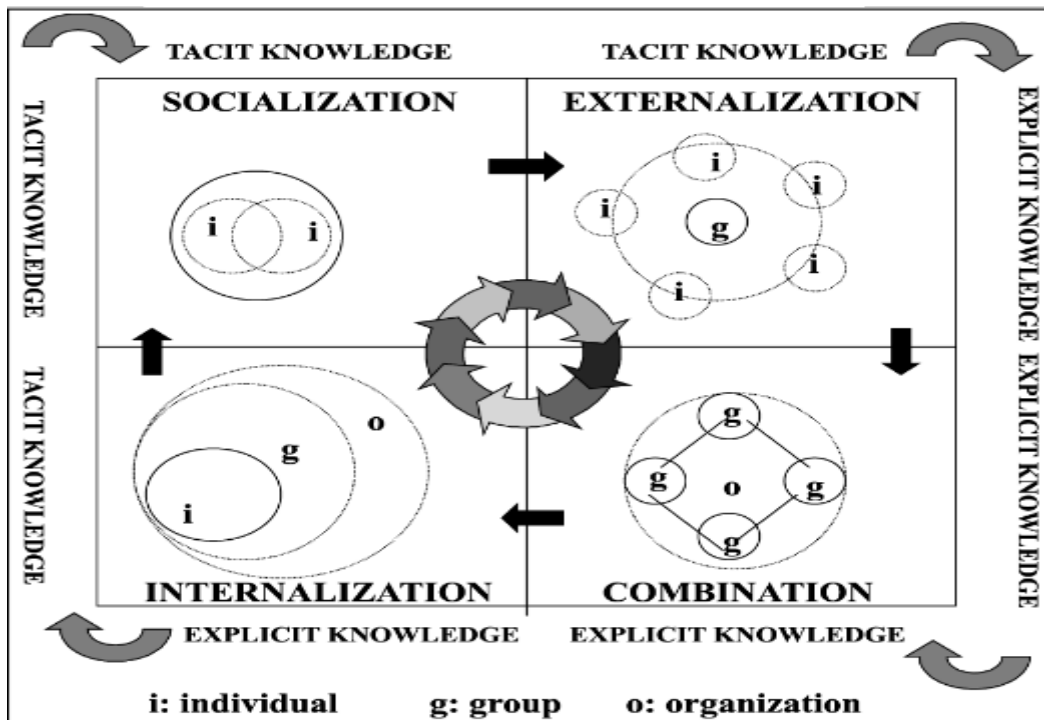 TACIT KNOWLEDGE TACIT KNOWLEDGE
TACIT KNOWLEDGE
SOCIALIZATION
i i
EXTERNALIZATION
i
i
i
g
i
i
EXPLICIT KNOWLEDGE
TACIT KNOWLEDGE
o
g
i
INTERNALIZATION
g
g
o
g
g
COMBINATION
EXPLICIT KNOWLEDGE
EXPLICIT KNOWLEDGE EXPLICIT KNOWLEDGE
i: individual g: group o: organization